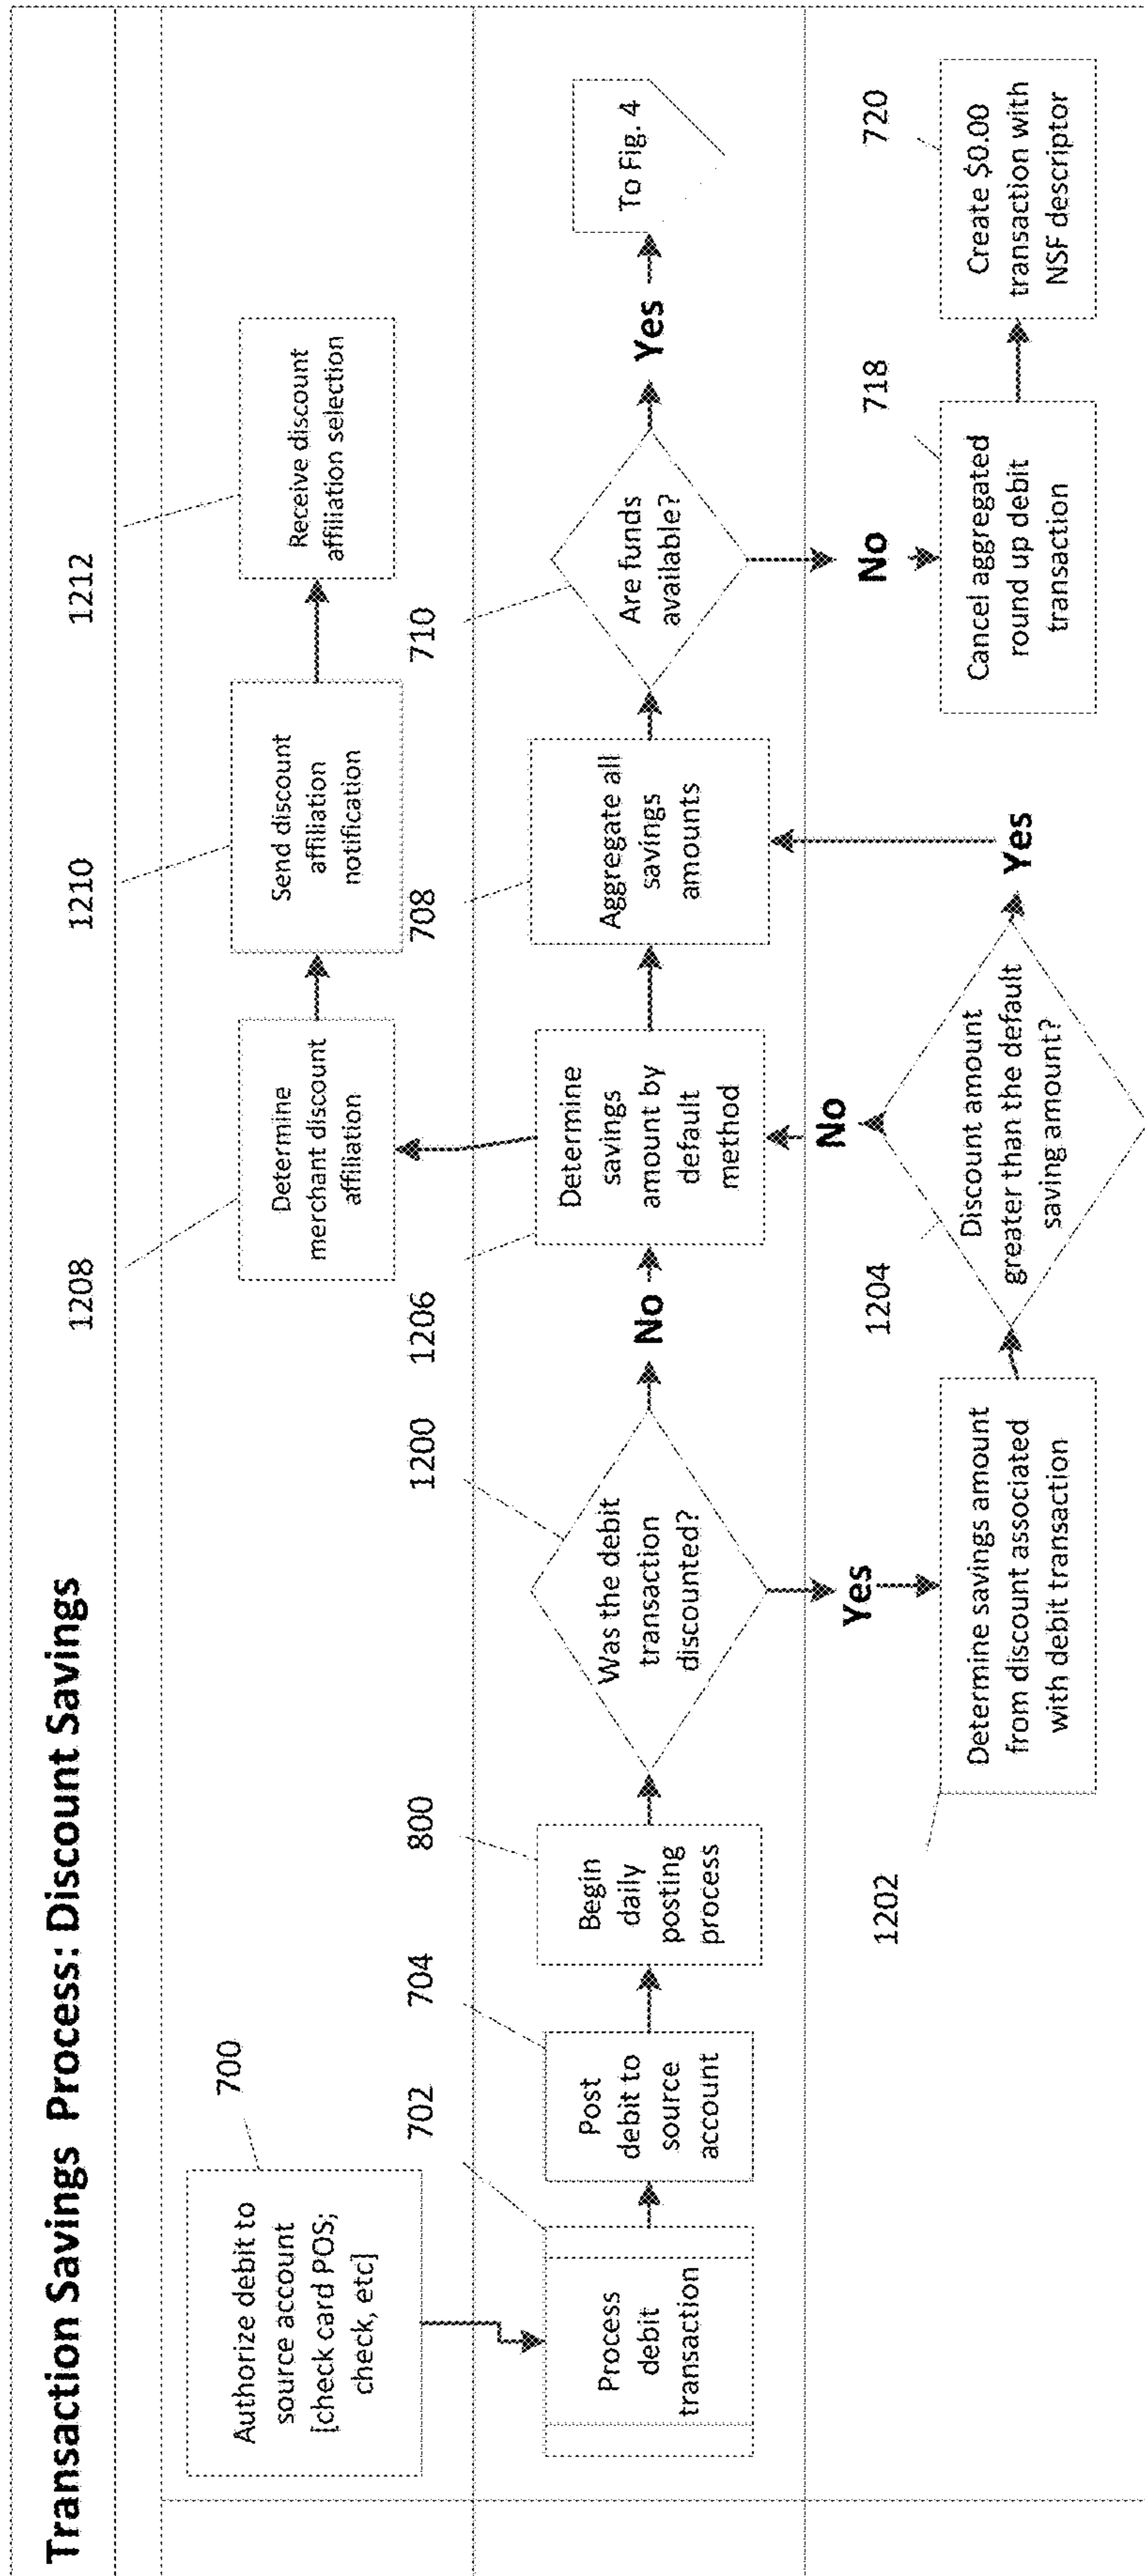 Transaction Savings Process: Discount Savings
700
Authorize debit to
source account
[check card POS;
check, etc]
1208
Determine
merchant discount
affiliation
1210
Send discount
affiliation
notification
1212
Receive discount
affiliation selection
702
Process
debit
transaction
704
Post
debit to
source
account
800
Begin
daily
posting
process
1200
Was the debit
transaction
discounted?
No
1206
Determine
savings
amount by
default
method
708
Aggregate all
savings
amounts
710
Are funds
available?
Yes
To Fig. 4
Yes
1202
Determine savings amount
from discount associated
with debit transaction
1204
Discount amount
greater than the default
saving amount?
No
Yes
No
718
Cancel aggregated
round up debit
transaction
720
Create $0.00
transaction with
NSF descriptor